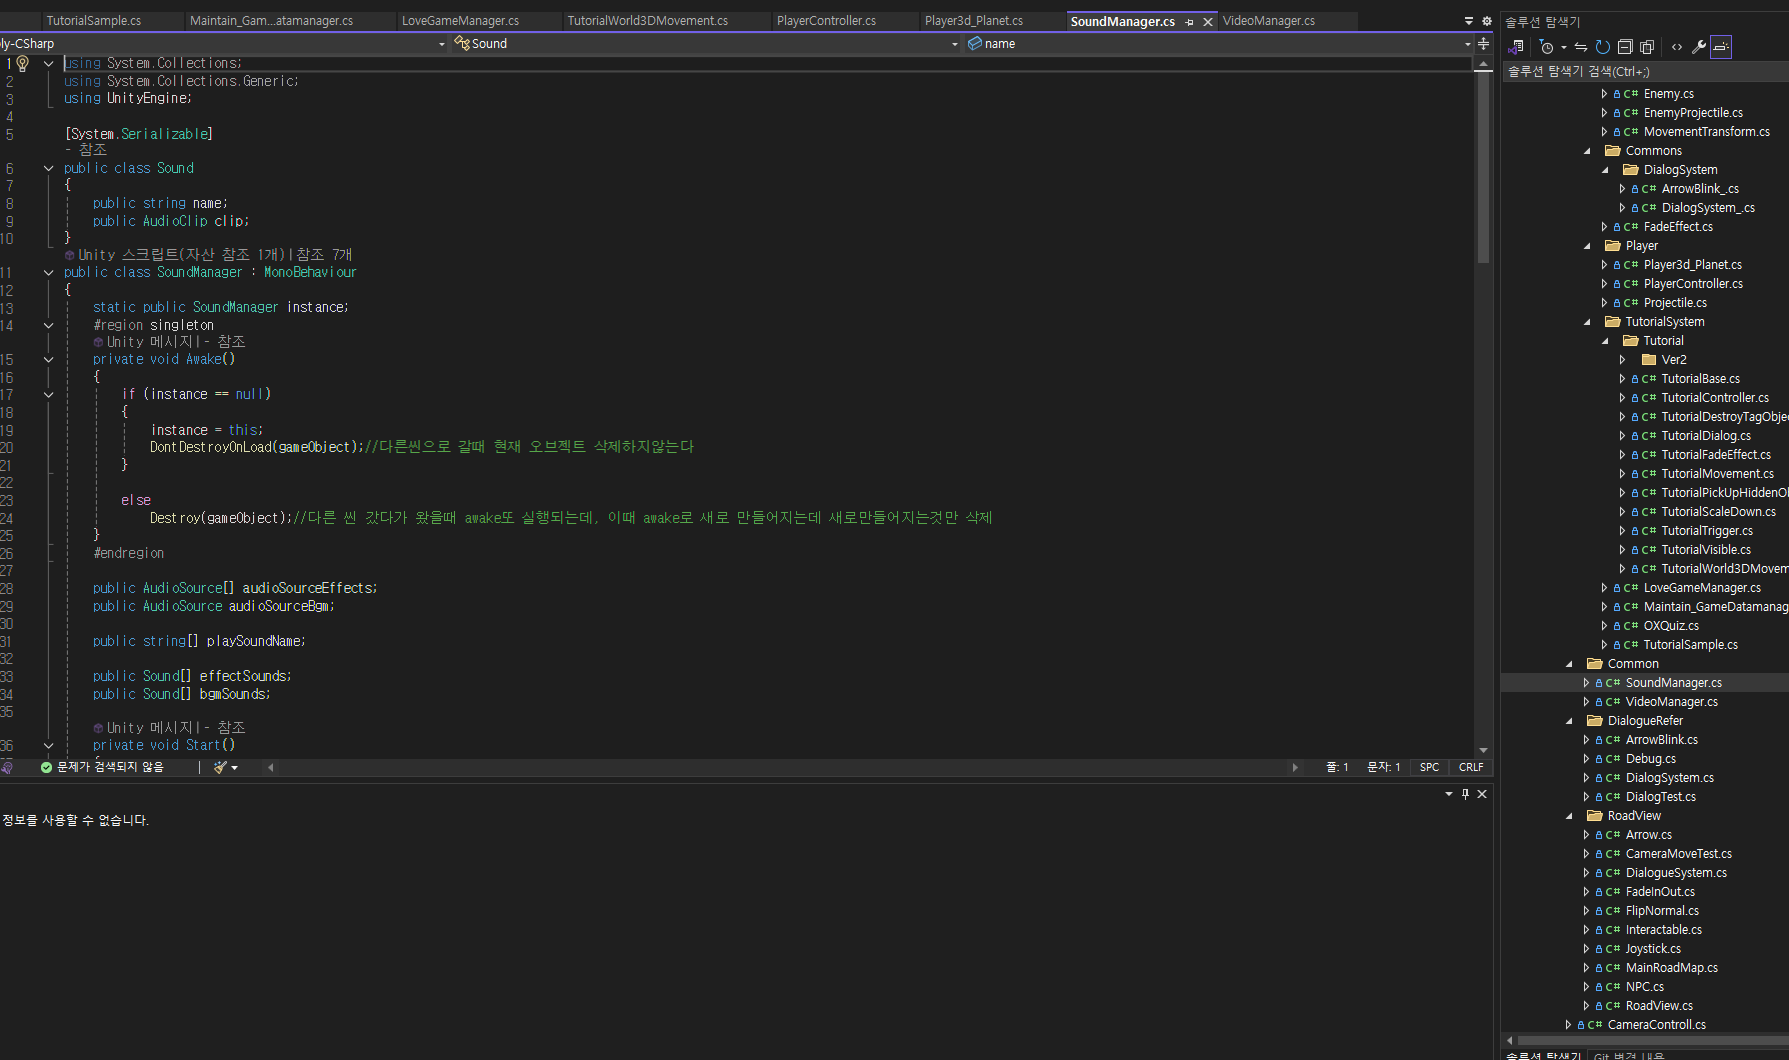 TutorialSample.cs
Maintain_Gam...atamanager.cs
LoveGameManager.cs
TutorialWorld3DMovement.cs
PlayerController.cs
Player3d_Planet.cs
SoundManager.cs
VideoManager.cs
ly-CSharp
Sound
name
1 using System.Collections;
2 using System.Collections.Generic;
3 using UnityEngine;
4
5 [System.Serializable]
- 참조
6 public class Sound
7 {
8 public string name;
9 public AudioClip clip;
10 }
Unity 스크립트(자산 참조 1개)|참조 7개
11 public class SoundManager : MonoBehaviour
12 {
13 static public SoundManager instance;
14 #region singleton
Unity 메시지|- 참조
15 private void Awake()
16 {
17 if (instance == null)
18 {
19 instance = this;
20 DontDestroyOnLoad(gameObject);//다른씬으로 갈때 현재 오브젝트 삭제하지않는다
21 }
22
23 else
24 Destroy(gameObject);//다른 씬 갔다가 왔을때 awake또 실행되는데, 이때 awake로 새로 만들어지는데 새로만들어지는것만 삭제
25 }
26 #endregion
27
28 public AudioSource[] audioSourceEffects;
29 public AudioSource audioSourceBgm;
30
31 public string[] playSoundName;
32
33 public Sound[] effectSounds;
34 public Sound[] bgmSounds;
35
Unity 메시지|- 참조
36 private void Start()
문제가 검색되지 않음
줄: 1 문자: 1 SPC CRLF
정보를 사용할 수 없습니다.
솔루션 탐색기
솔루션 탐색기 검색(Ctrl+;)
C# Enemy.cs
C# EnemyProjectile.cs
C# MovementTransform.cs
Commons
DialogSystem
C# ArrowBlink_.cs
C# DialogSystem_.cs
C# FadeEffect.cs
Player
C# Player3d_Planet.cs
C# PlayerController.cs
C# Projectile.cs
TutorialSystem
Tutorial
Ver2
C# TutorialBase.cs
C# TutorialController.cs
C# TutorialDestroyTagObje
C# TutorialDialog.cs
C# TutorialFadeEffect.cs
C# TutorialMovement.cs
C# TutorialPickUpHiddenO
C# TutorialScaleDown.cs
C# TutorialTrigger.cs
C# TutorialVisible.cs
C# TutorialWorld3DMovem
C# LoveGameManager.cs
C# Maintain_GameDatamanag
C# OXQuiz.cs
C# TutorialSample.cs
Common
C# SoundManager.cs
C# VideoManager.cs
DialogueRefer
C# ArrowBlink.cs
C# Debug.cs
C# DialogSystem.cs
C# DialogTest.cs
RoadView
C# Arrow.cs
C# CameraMoveTest.cs
C# DialogueSystem.cs
C# FadeInOut.cs
C# FlipNormal.cs
C# Interactable.cs
C# Joystick.cs
C# MainRoadMap.cs
C# NPC.cs
C# RoadView.cs
C# CameraControll.cs
솔루션 탐색기
Git 변경 내용